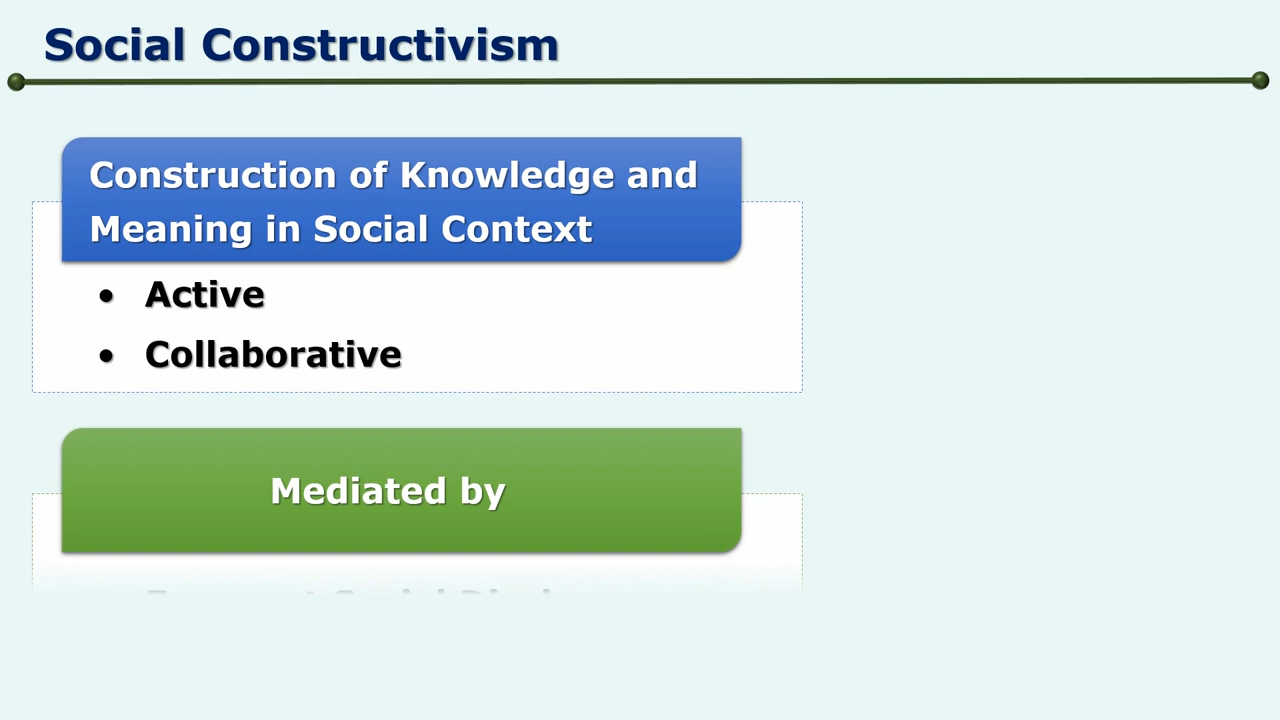 Social Constructivism
Construction of Knowledge and
Meaning in Social Context
• Active
• Collaborative
Mediated by